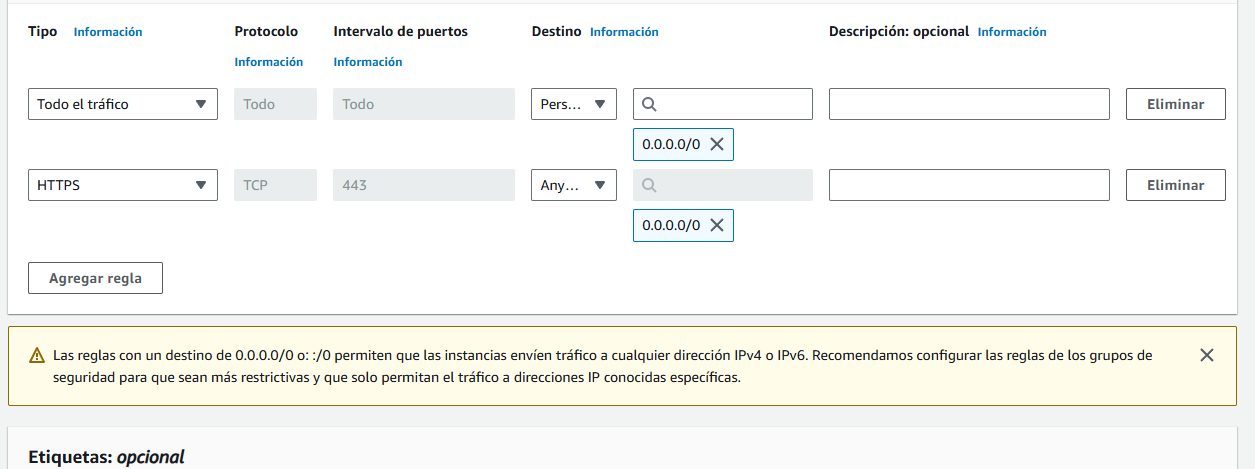 Tipo Información Protocolo Intervalo de puertos Destino Información Descripción: opcional Información
Información Información
Todo el tráfico Todo Todo Pers... Eliminar
0.0.0.0/0
HTTPS TCP 443 Any... Eliminar
0.0.0.0/0
Agregar regla
Las reglas con un destino de 0.0.0.0/0 o: :/0 permiten que las instancias envíen tráfico a cualquier dirección IPv4 o IPv6. Recomendamos configurar las reglas de los grupos de
seguridad para que sean más restrictivas y que solo permitan el tráfico a direcciones IP conocidas específicas.
Etiquetas: opcional